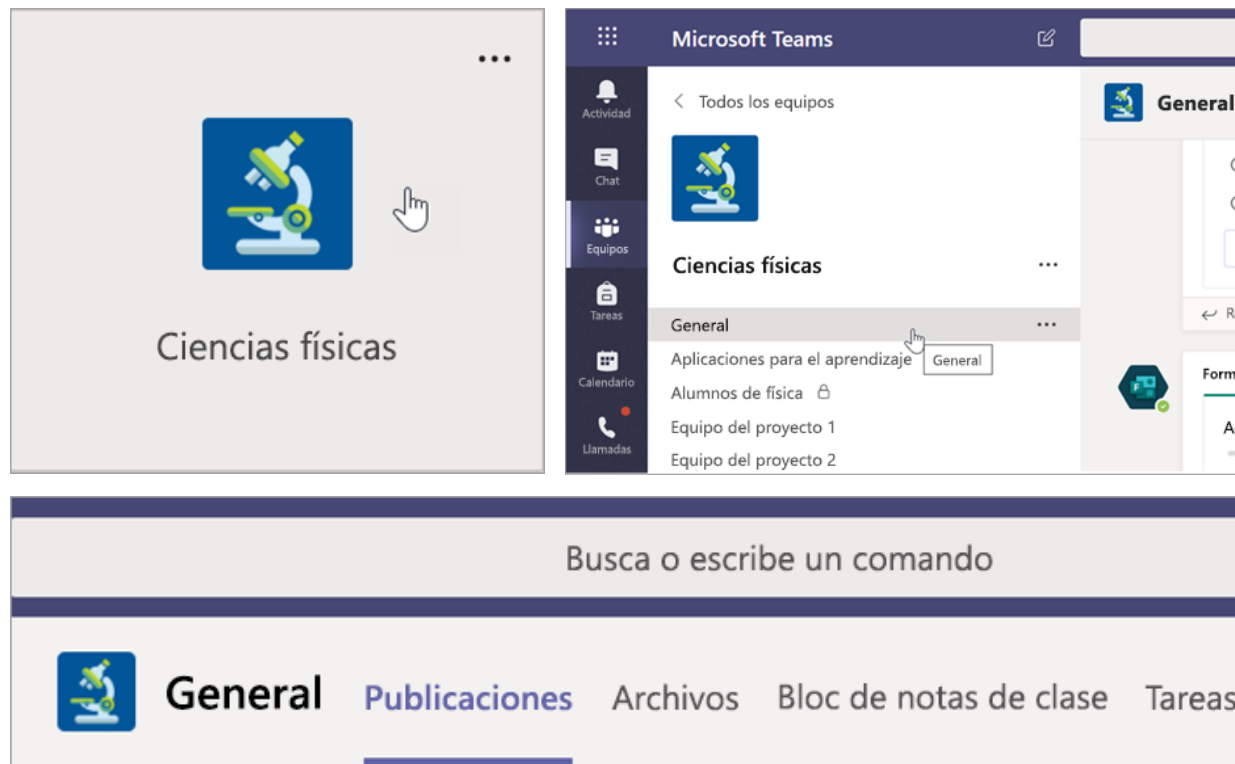 Ciencias físicas
Microsoft Teams
Actividad
Chat
Equipos
Tareas
Calendario
Llamadas
Todos los equipos
Ciencias físicas
General
Aplicaciones para el aprendizaje
General
Alumnos de física
Equipo del proyecto 1
Equipo del proyecto 2
General
Form
Busca o escribe un comando
General Publicaciones Archivos Bloc de notas de clase Tareas